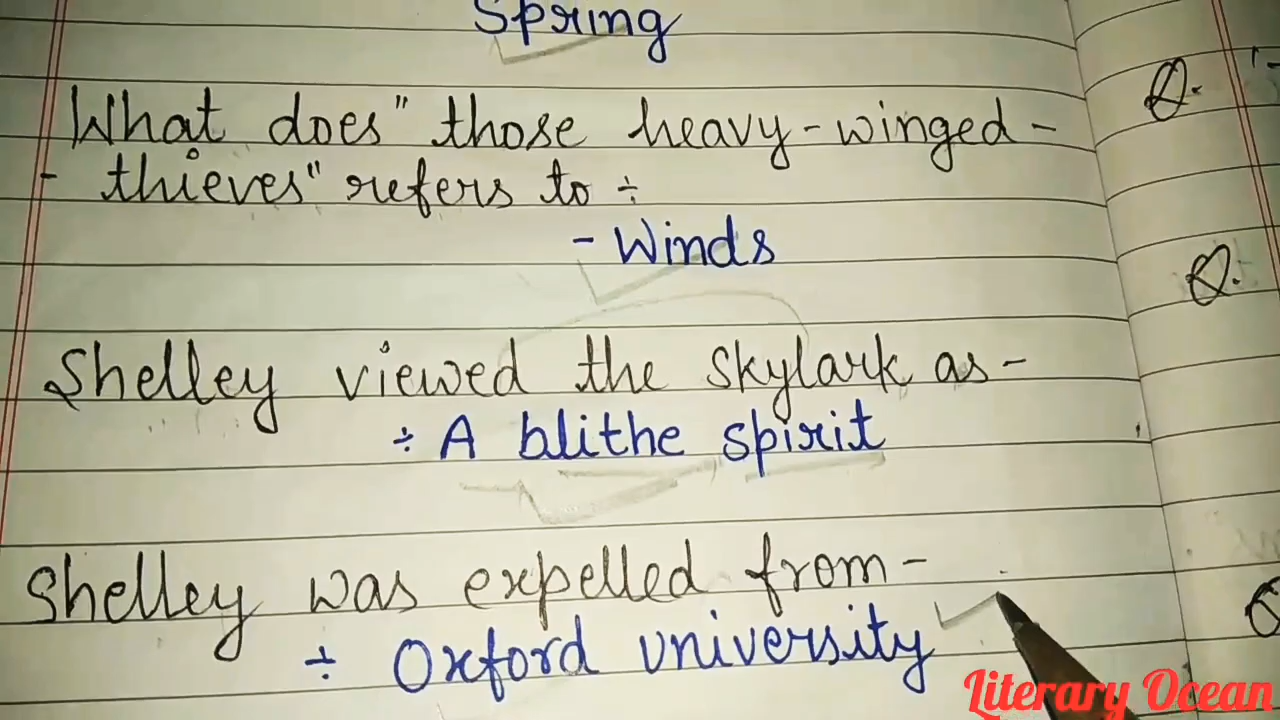 Spring
What does" those heavy-winged-
- thieves" refers to ÷
- Winds
Shelley viewed the skylark as -
÷ A blithe spirit
Shelley was expelled from -
÷ Oxford university
Q.
Q.
Literary Ocean